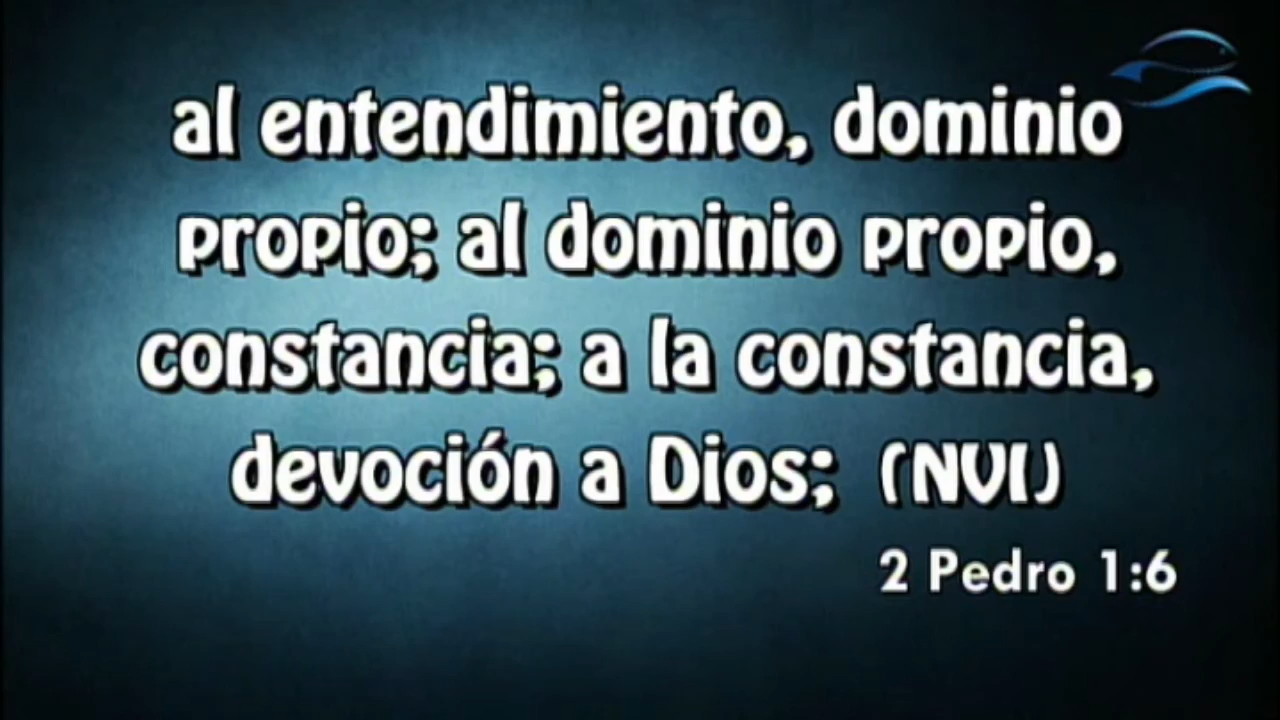 al entendimiento, dominio
propio; al dominio propio,
constancia; a la constancia,
devoción a Dios; (NVI)
2 Pedro 1:6